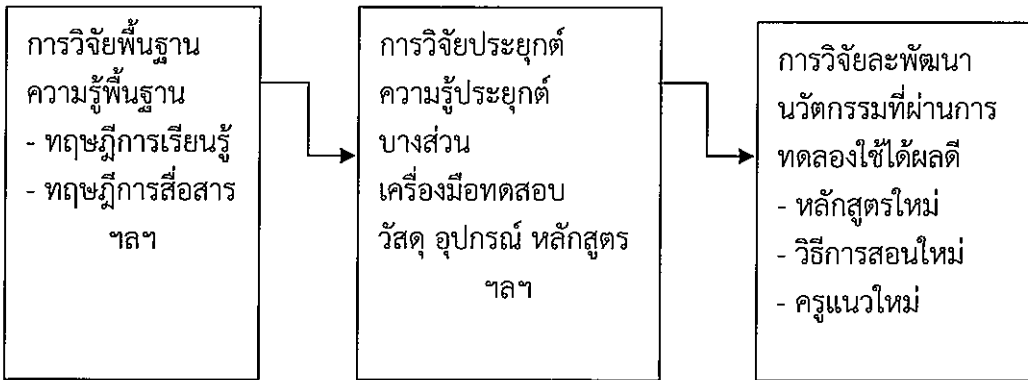 การวิจัยพื้นฐาน
ความรู้พื้นฐาน
- ทฤษฎีการเรียนรู้
- ทฤษฎีการสื่อสาร
ฯลฯ
การวิจัยประยุกต์
ความรู้ประยุกต์
บางส่วน
เครื่องมือทดสอบ
วัสดุ อุปกรณ์ หลักสูตร
ฯลฯ
การวิจัยละพัฒนา
นวัตกรรมที่ผ่านการ
ทดลองใช้ได้ผลดี
- หลักสูตรใหม่
- วิธีการสอนใหม่
- ครูแนวใหม่